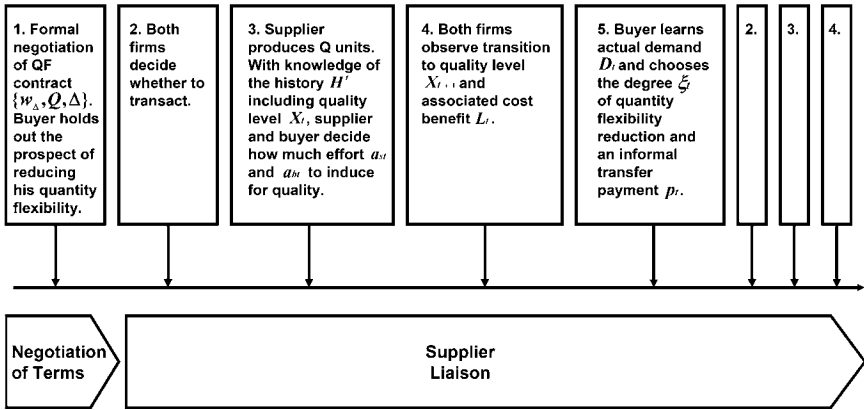 1. Formal
negotiation
of QF
contract
{w_Δ, Q, Δ}.
Buyer holds
out the
prospect of
reducing
his quantity
flexibility.
2. Both
firms
decide
whether to
transact.
3. Supplier
produces Q units.
With knowledge of
the history H^t
including quality
level X_t, supplier
and buyer decide
how much effort a_st
and a_bt to induce
for quality.
4. Both firms
observe transition
to quality level
X_t+1 and
associated cost
benefit L_t.
5. Buyer learns
actual demand
D_t and chooses
the degree ξ_t
of quantity
flexibility
reduction and
an informal
transfer
payment p_t.
2.
3.
4.
Negotiation
of Terms
Supplier
Liaison